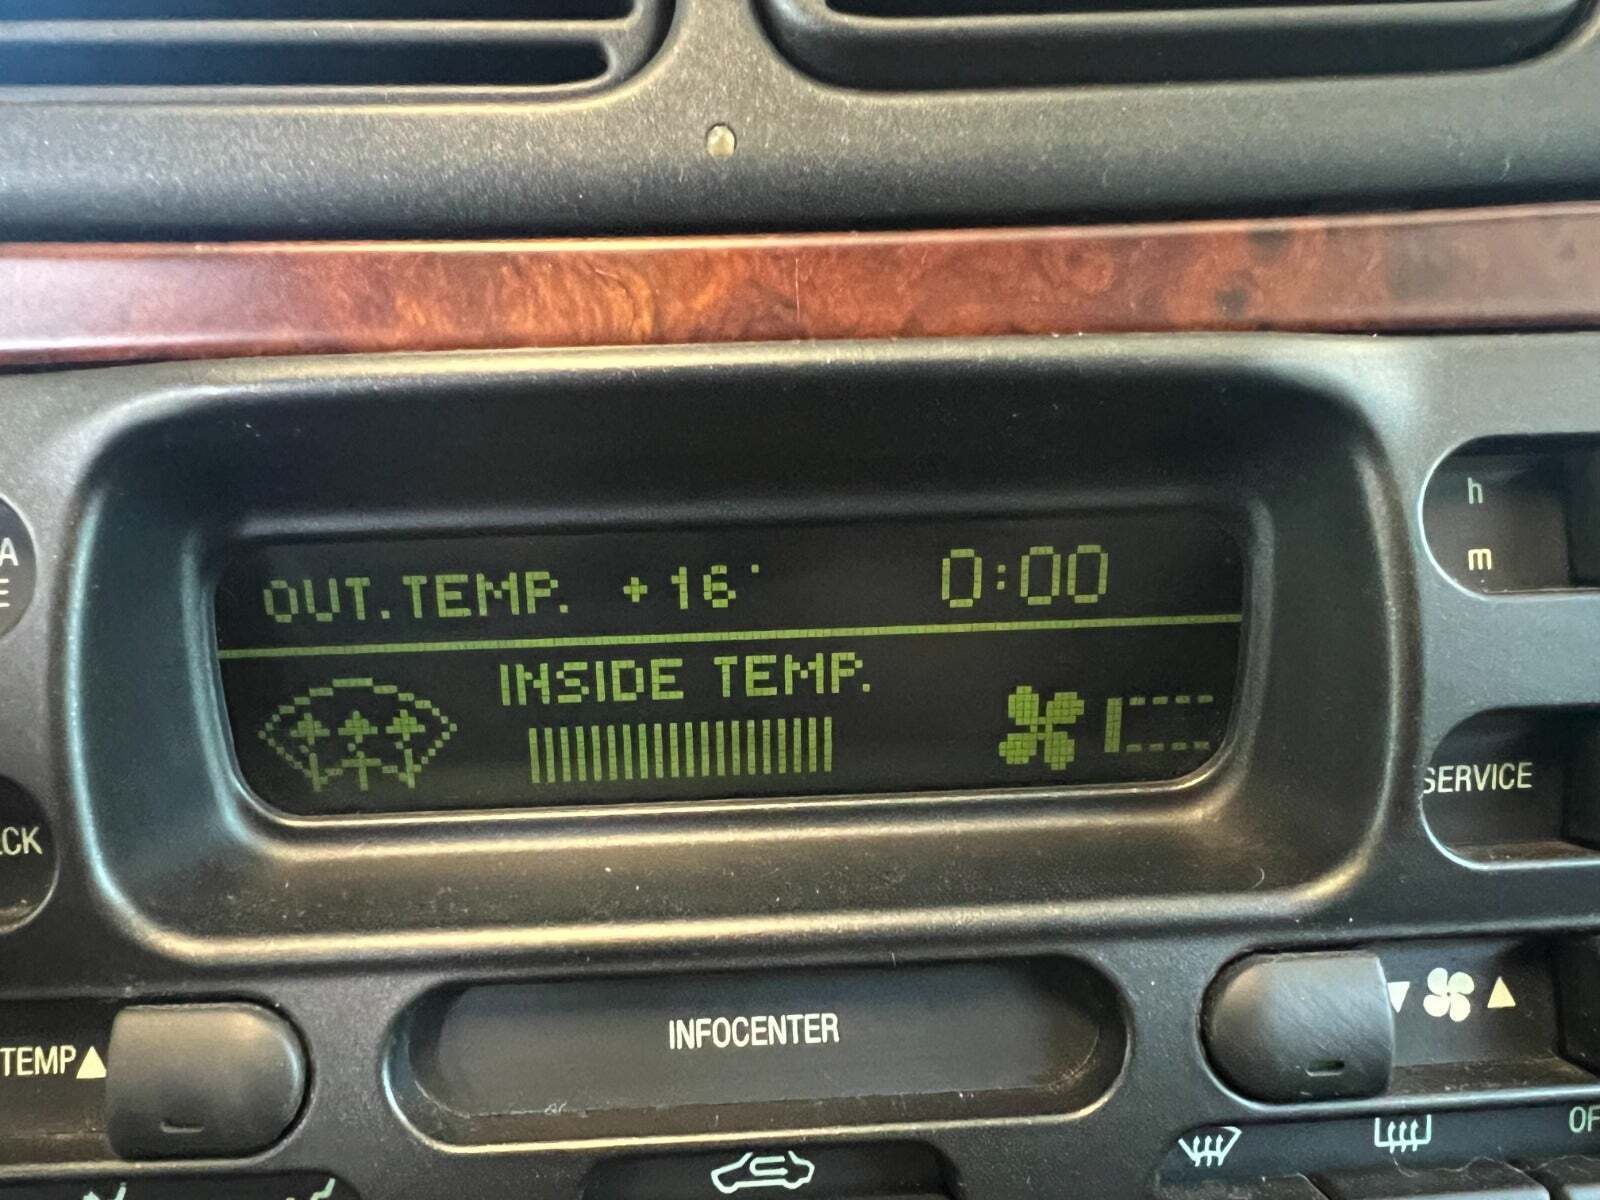 OUT.TEMP. +16° 0:00
INSIDE TEMP.
h
m
SERVICE
TEMP▲
INFOCENTER
▼ ▲